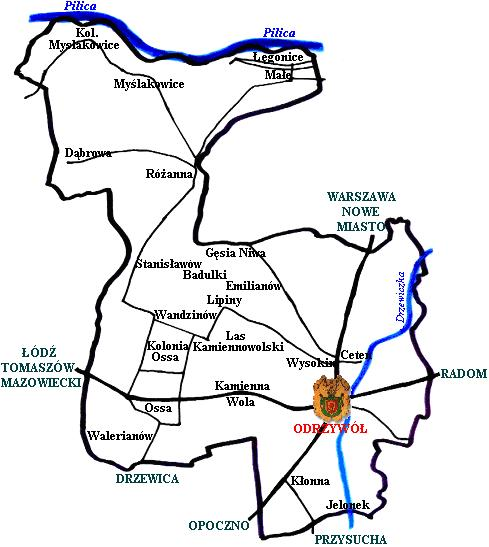 Pilica
Kol.
Pilica
Mysłakowice
Łęgonice
Małe
Myślakowice
Dąbrowa
Różanna
WARSZAWA
NOWE
MIASTO
Gęsia Niwa
Stanisławów
Badulki
Drzewiczka
Emilianów
Lipiny
Wandzinów
Las
Kamiennowolski
Kolonia
Ossa
ŁÓDŹ
TOMASZÓW
MAZOWIECKI
Ceteń
Wysokin
RADOM
Kamienna
Wola
Ossa
ODRZYWÓŁ
Walerianów
DRZEWICA
Kłonna
Jelonek
OPOCZNO
PRZYSUCHA